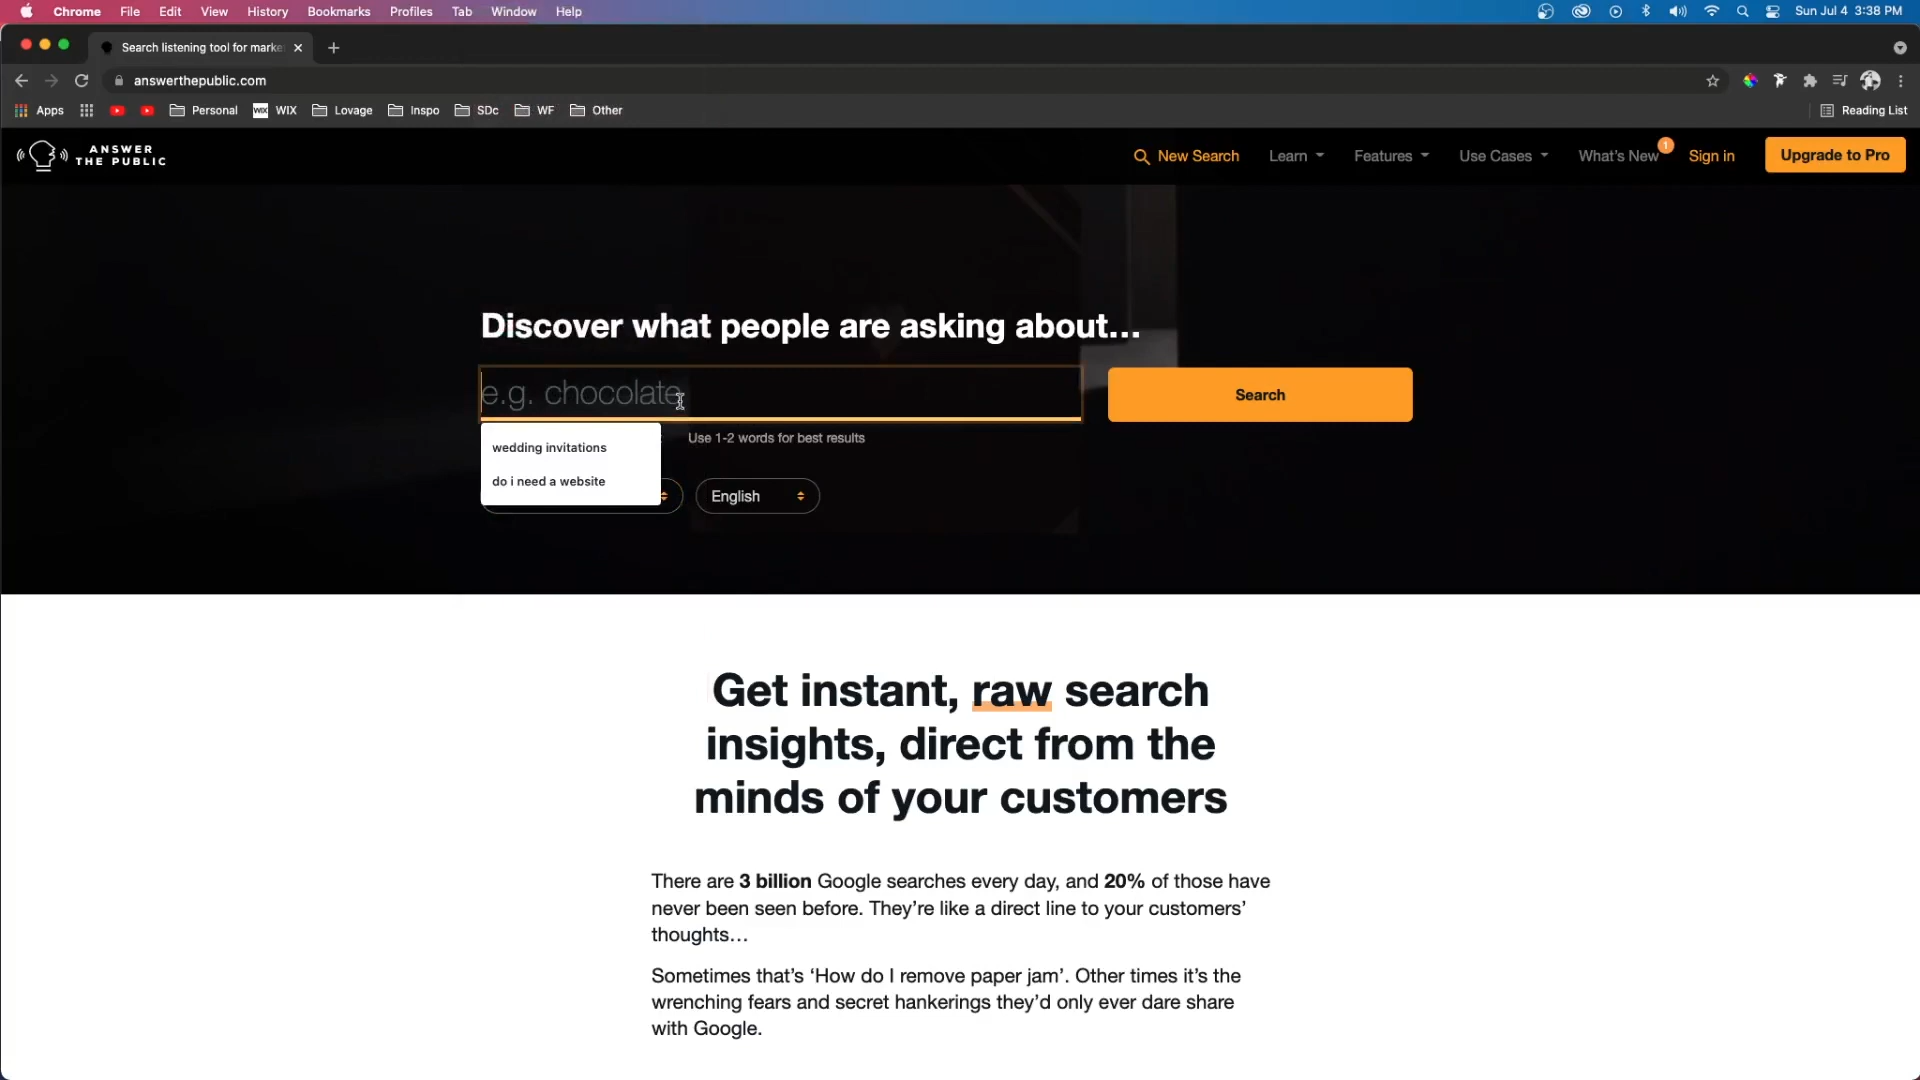 Chrome File Edit View History Bookmarks Profiles Tab Window Help Sun Jul 4 3:38 PM
Search listening tool for marke
answerthepublic.com
Apps Personal WIX WIX Lovage Inspo SDc WF Other Reading List
ANSWER
THE PUBLIC
New Search Learn Features Use Cases What's New 1 Sign in Upgrade to Pro
Discover what people are asking about...
e.g. chocolate
Search
Use 1-2 words for best results
wedding invitations
do i need a website
English
Get instant, raw search
insights, direct from the
minds of your customers
There are 3 billion Google searches every day, and 20% of those have
never been seen before. They’re like a direct line to your customers’
thoughts…
Sometimes that’s ‘How do I remove paper jam’. Other times it’s the
wrenching fears and secret hankerings they’d only ever dare share
with Google.